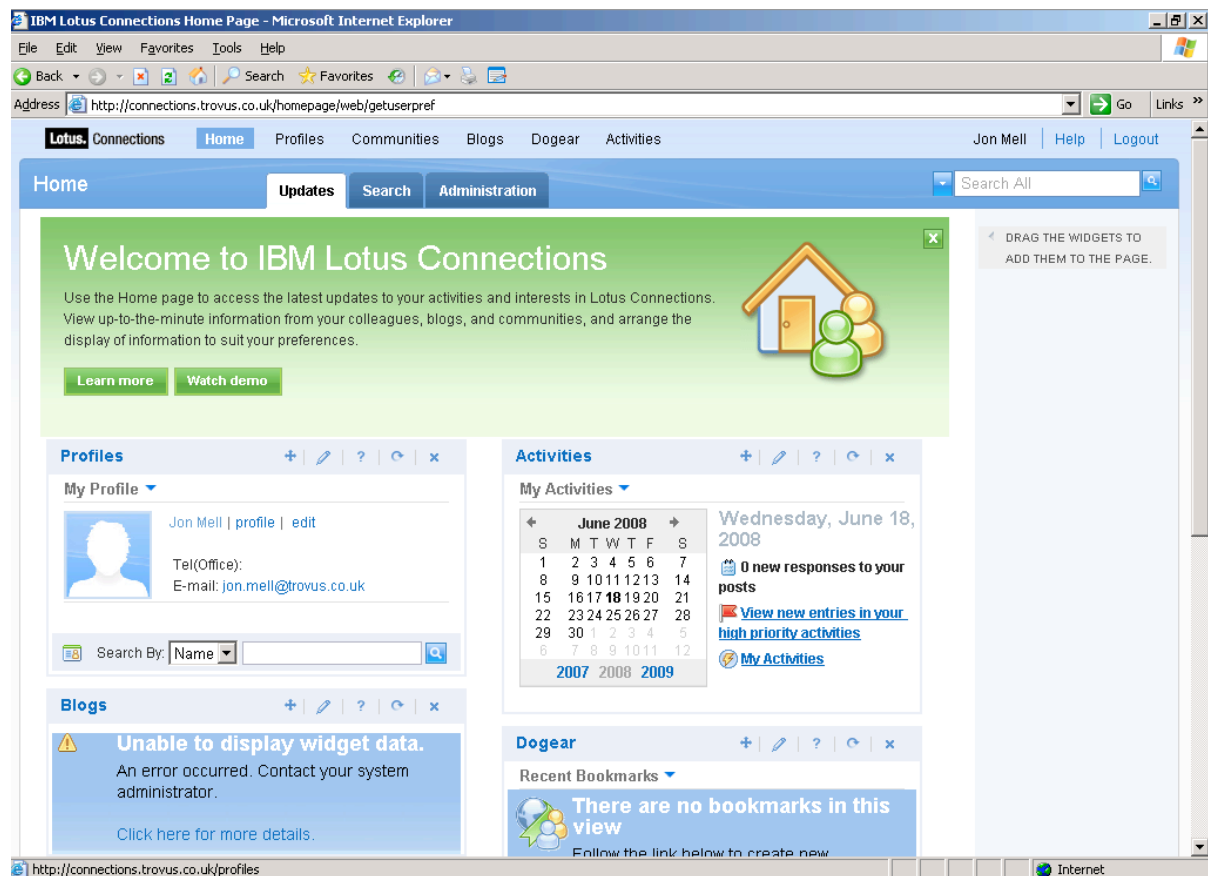 IBM Lotus Connections Home Page - Microsoft Internet Explorer
File Edit View Favorites Tools Help
Back Search Favorites
Address http://connections.trovus.co.uk/homepage/web/getuserpref Go Links »
Lotus. Connections Home Profiles Communities Blogs Dogear Activities Jon Mell | Help | Logout
Home Updates Search Administration Search All
Welcome to IBM Lotus Connections
Use the Home page to access the latest updates to your activities and interests in Lotus Connections.
View up-to-the-minute information from your colleagues, blogs, and communities, and arrange the
display of information to suit your preferences.
Learn more Watch demo
DRAG THE WIDGETS TO
ADD THEM TO THE PAGE.
Profiles
My Profile
Jon Mell | profile | edit
Tel(Office):
E-mail: jon.mell@trovus.co.uk
Search By: Name
Blogs
Unable to display widget data.
An error occurred. Contact your system
administrator.
Click here for more details.
Activities
My Activities
June 2008
S M T W T F S
1 2 3 4 5 6 7
8 9 10 11 12 13 14
15 16 17 18 19 20 21
22 23 24 25 26 27 28
29 30 1 2 3 4 5
6 7 8 9 10 11 12
2007 2008 2009
Wednesday, June 18,
2008
0 new responses to your
posts
View new entries in your
high priority activities
My Activities
Dogear
Recent Bookmarks
There are no bookmarks in this
view
Follow the link below to create new
http://connections.trovus.co.uk/profiles Internet